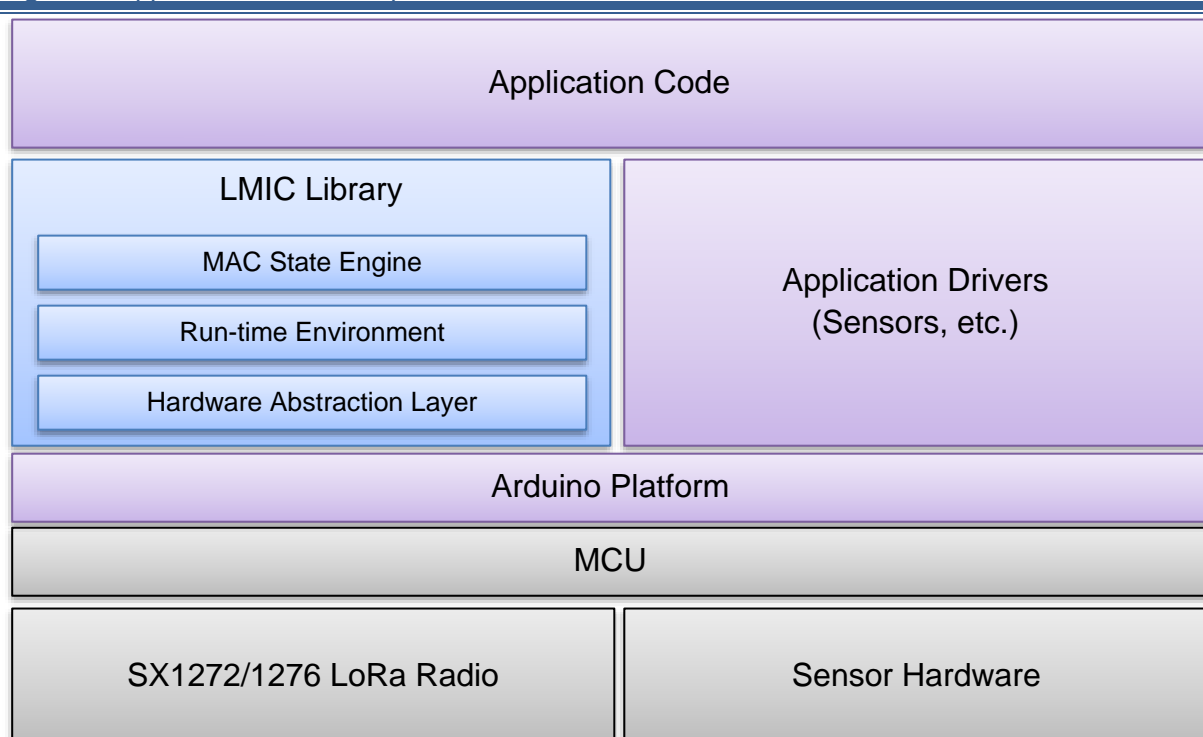 Application Code
LMIC Library
MAC State Engine
Run-time Environment
Hardware Abstraction Layer
Application Drivers
(Sensors, etc.)
Arduino Platform
MCU
SX1272/1276 LoRa Radio
Sensor Hardware